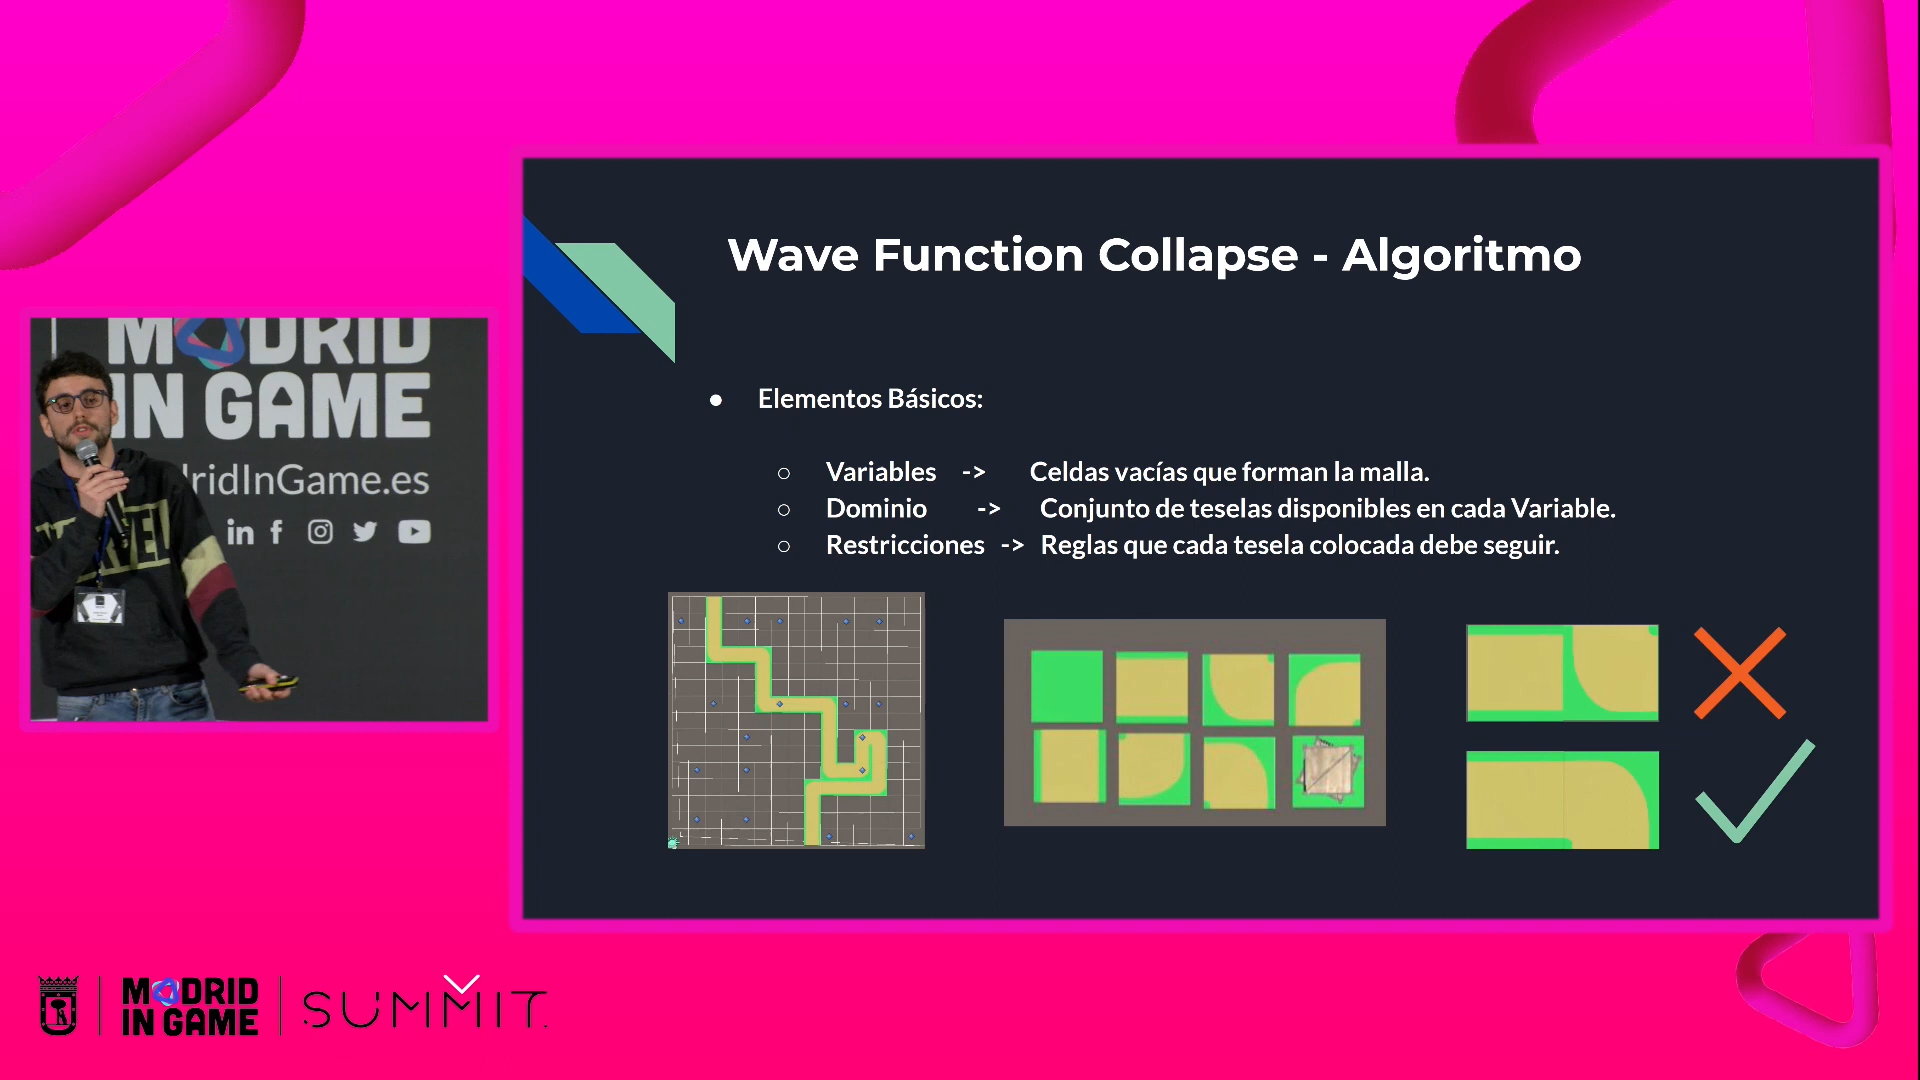 Wave Function Collapse - Algoritmo
● Elementos Básicos:
○ Variables -> Celdas vacías que forman la malla.
○ Dominio -> Conjunto de teselas disponibles en cada Variable.
○ Restricciones -> Reglas que cada tesela colocada debe seguir.
MADRID
IN GAME
ridInGame.es
in f
MADRID
IN GAME
SUMMIT.